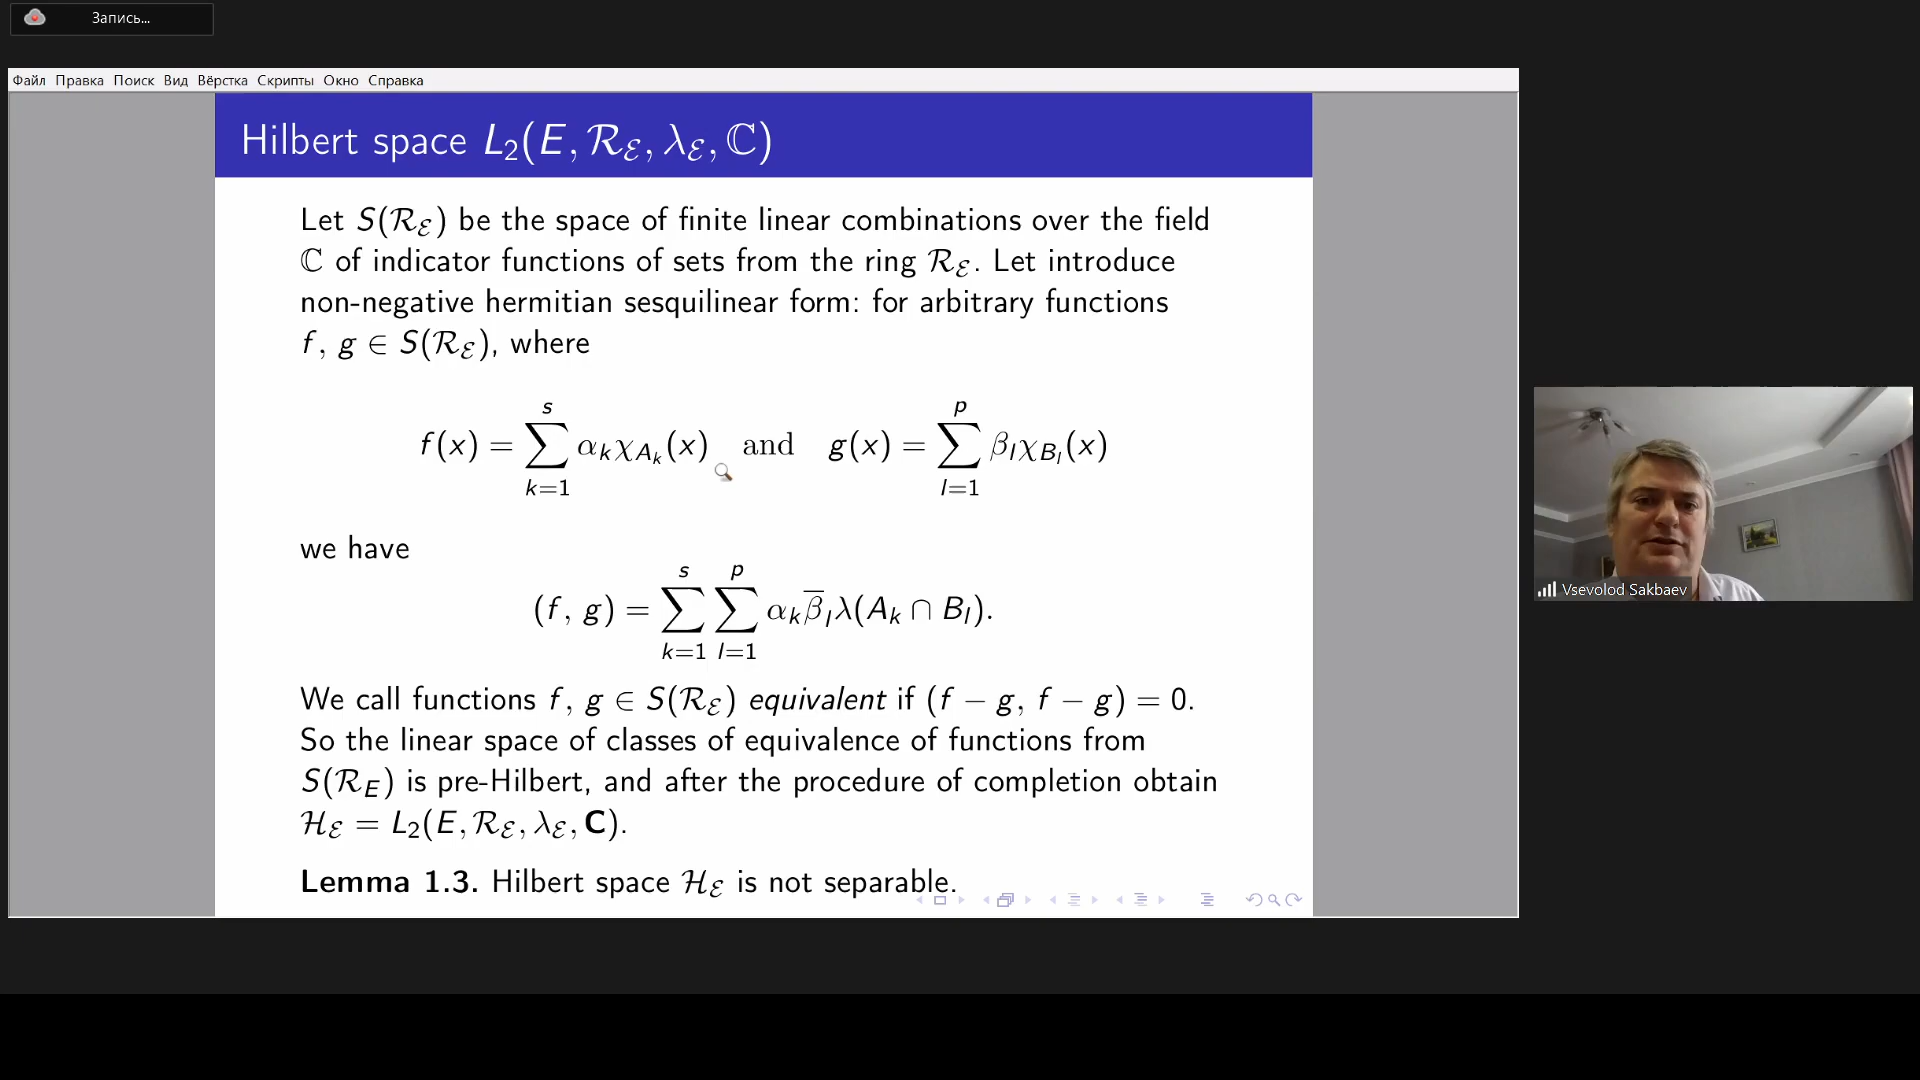 Запись...
Файл Правка Поиск Вид Вёрстка Скрипты Окно Справка
Hilbert space L₂(E, ℛ_ℰ, λ_ℰ, ℂ)
Let S(ℛ_ℰ) be the space of finite linear combinations over the field
ℂ of indicator functions of sets from the ring ℛ_ℰ. Let introduce
non-negative hermitian sesquilinear form: for arbitrary functions
f, g ∈ S(ℛ_ℰ), where
f(x) = ∑_{k=1}^{s} α_k χ_{A_k}(x) and g(x) = ∑_{l=1}^{p} β_l χ_{B_l}(x)
we have
(f, g) = ∑_{k=1}^{s} ∑_{l=1}^{p} α_k β̅_l λ(A_k ∩ B_l).
We call functions f, g ∈ S(ℛ_ℰ) equivalent if (f − g, f − g) = 0.
So the linear space of classes of equivalence of functions from
S(ℛ_E) is pre-Hilbert, and after the procedure of completion obtain
ℋ_ℰ = L₂(E, ℛ_ℰ, λ_ℰ, C).
Lemma 1.3. Hilbert space ℋ_ℰ is not separable.
Vsevolod Sakbaev